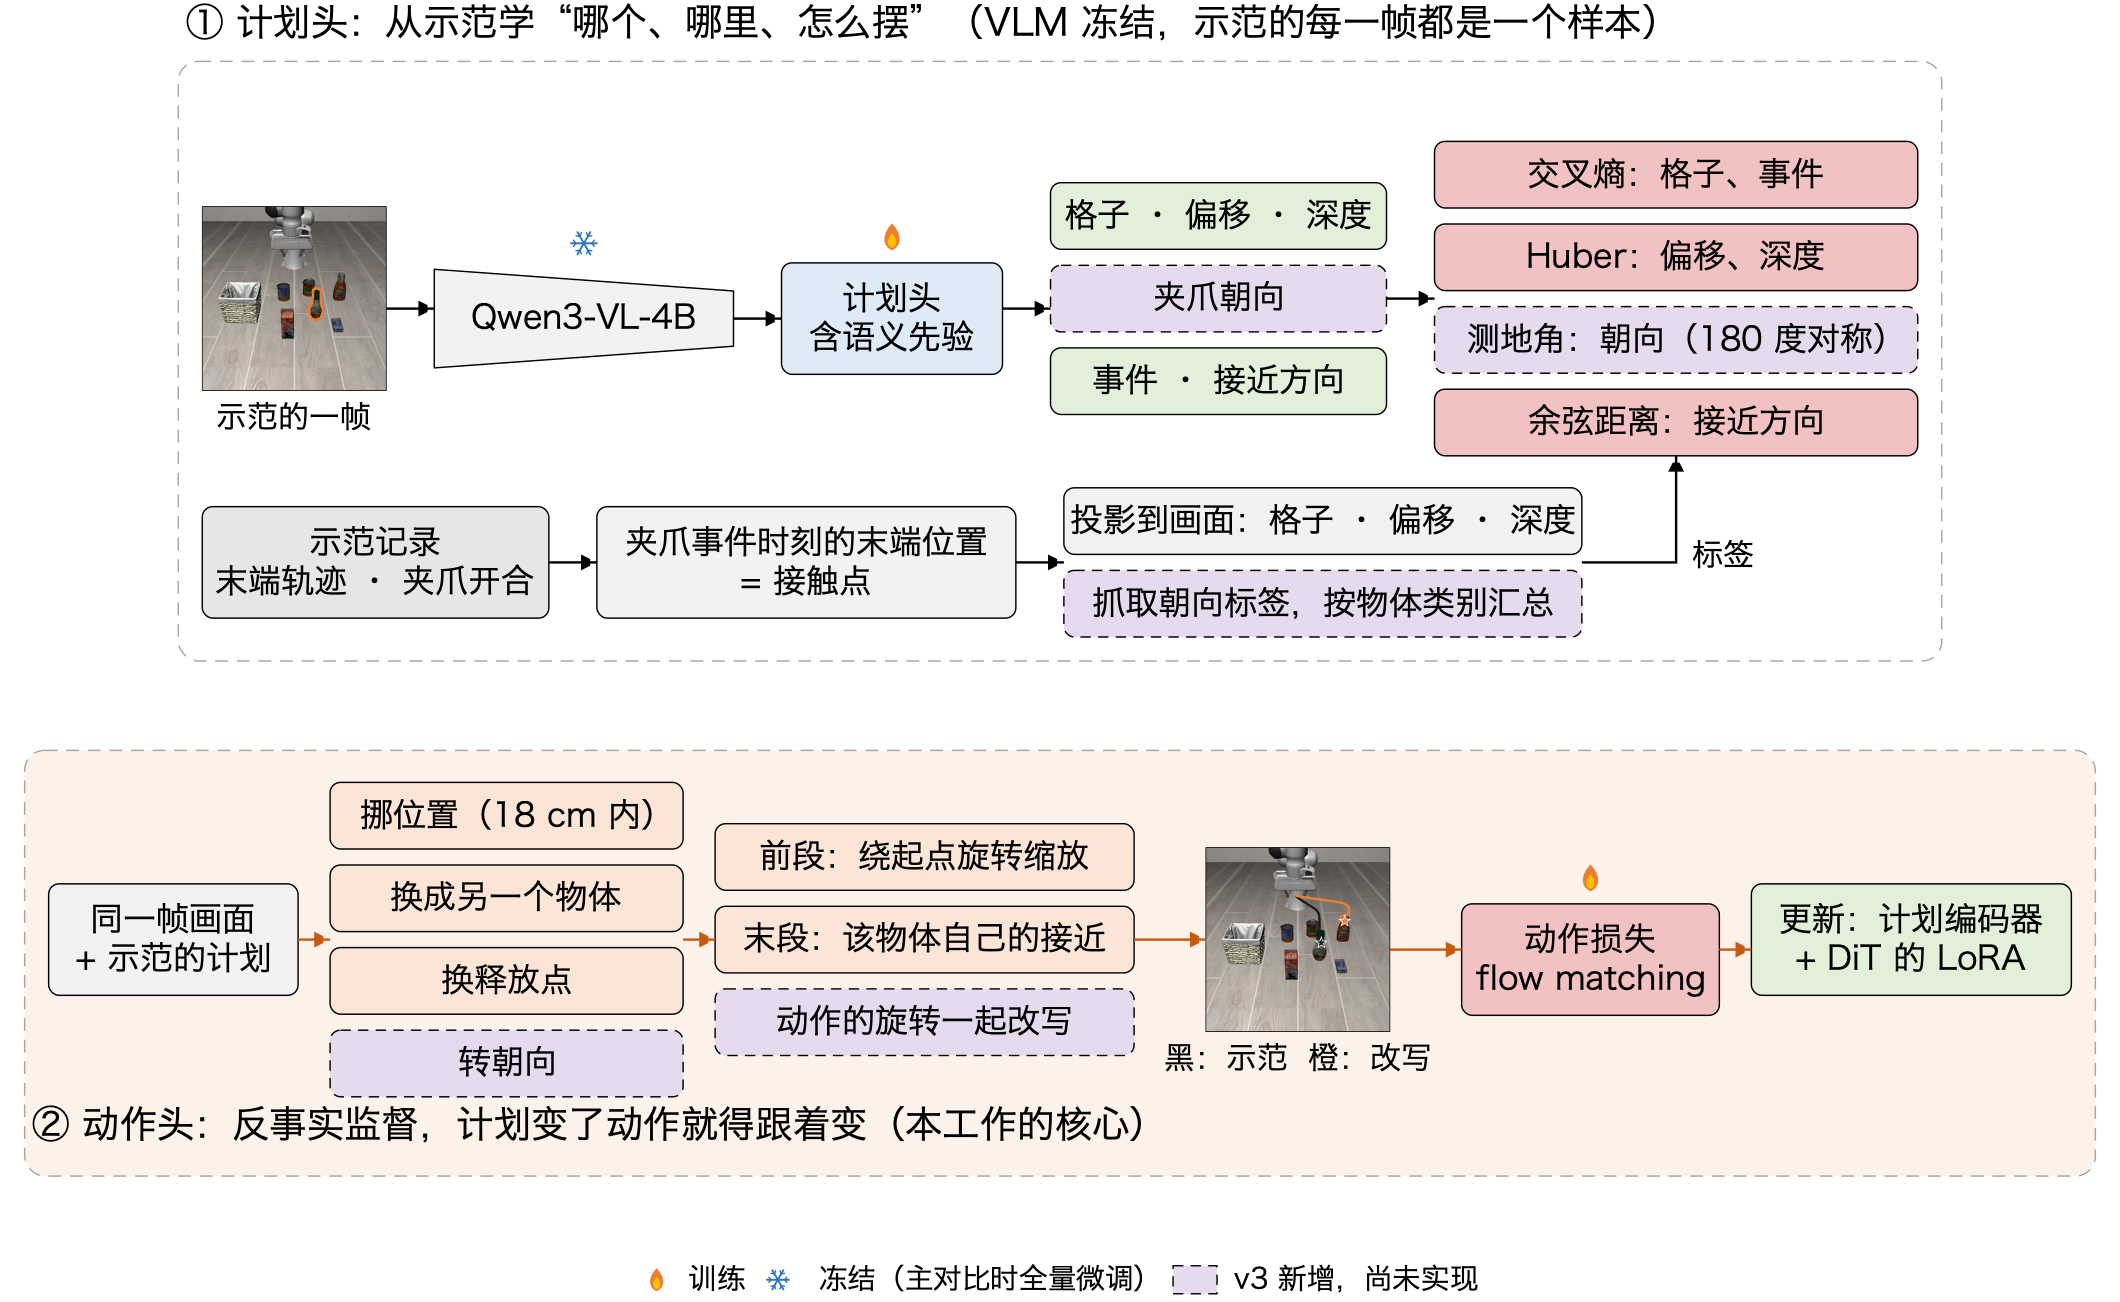 ① 计划头：从示范学“哪个、哪里、怎么摆”（VLM 冻结，示范的每一帧都是一个样本）
示范的一帧
Qwen3-VL-4B
计划头
含语义先验
格子 · 偏移 · 深度
夹爪朝向
事件 · 接近方向
交叉熵：格子、事件
Huber：偏移、深度
测地角：朝向（180 度对称）
余弦距离：接近方向
示范记录
末端轨迹 · 夹爪开合
夹爪事件时刻的末端位置
= 接触点
投影到画面：格子 · 偏移 · 深度
抓取朝向标签，按物体类别汇总
标签
同一帧画面
+ 示范的计划
挪位置（18 cm 内）
换成另一个物体
换释放点
转朝向
前段：绕起点旋转缩放
末段：该物体自己的接近
动作的旋转一起改写
黑：示范 橙：改写
动作损失
flow matching
更新：计划编码器
+ DiT 的 LoRA
② 动作头：反事实监督，计划变了动作就得跟着变（本工作的核心）
训练
冻结（主对比时全量微调）
v3 新增，尚未实现